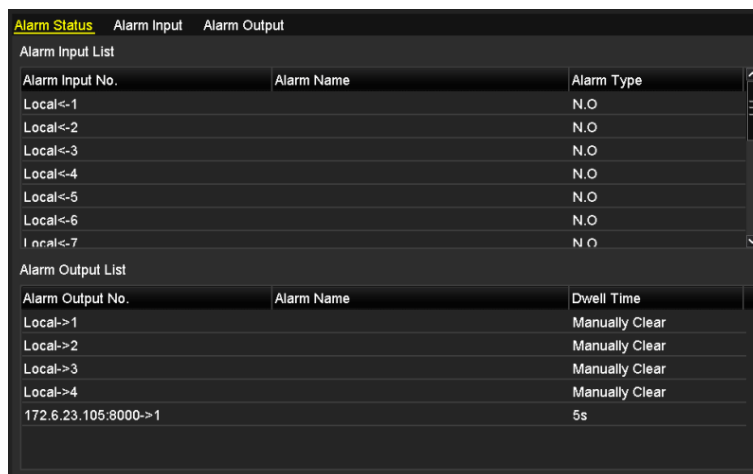 Alarm Status Alarm Input Alarm Output
Alarm Input List
Alarm Input No. Alarm Name Alarm Type
Local<-1 N.O
Local<-2 N.O
Local<-3 N.O
Local<-4 N.O
Local<-5 N.O
Local<-6 N.O
Local<-7 N.O
Alarm Output List
Alarm Output No. Alarm Name Dwell Time
Local->1 Manually Clear
Local->2 Manually Clear
Local->3 Manually Clear
Local->4 Manually Clear
172.6.23.105:8000->1 5s